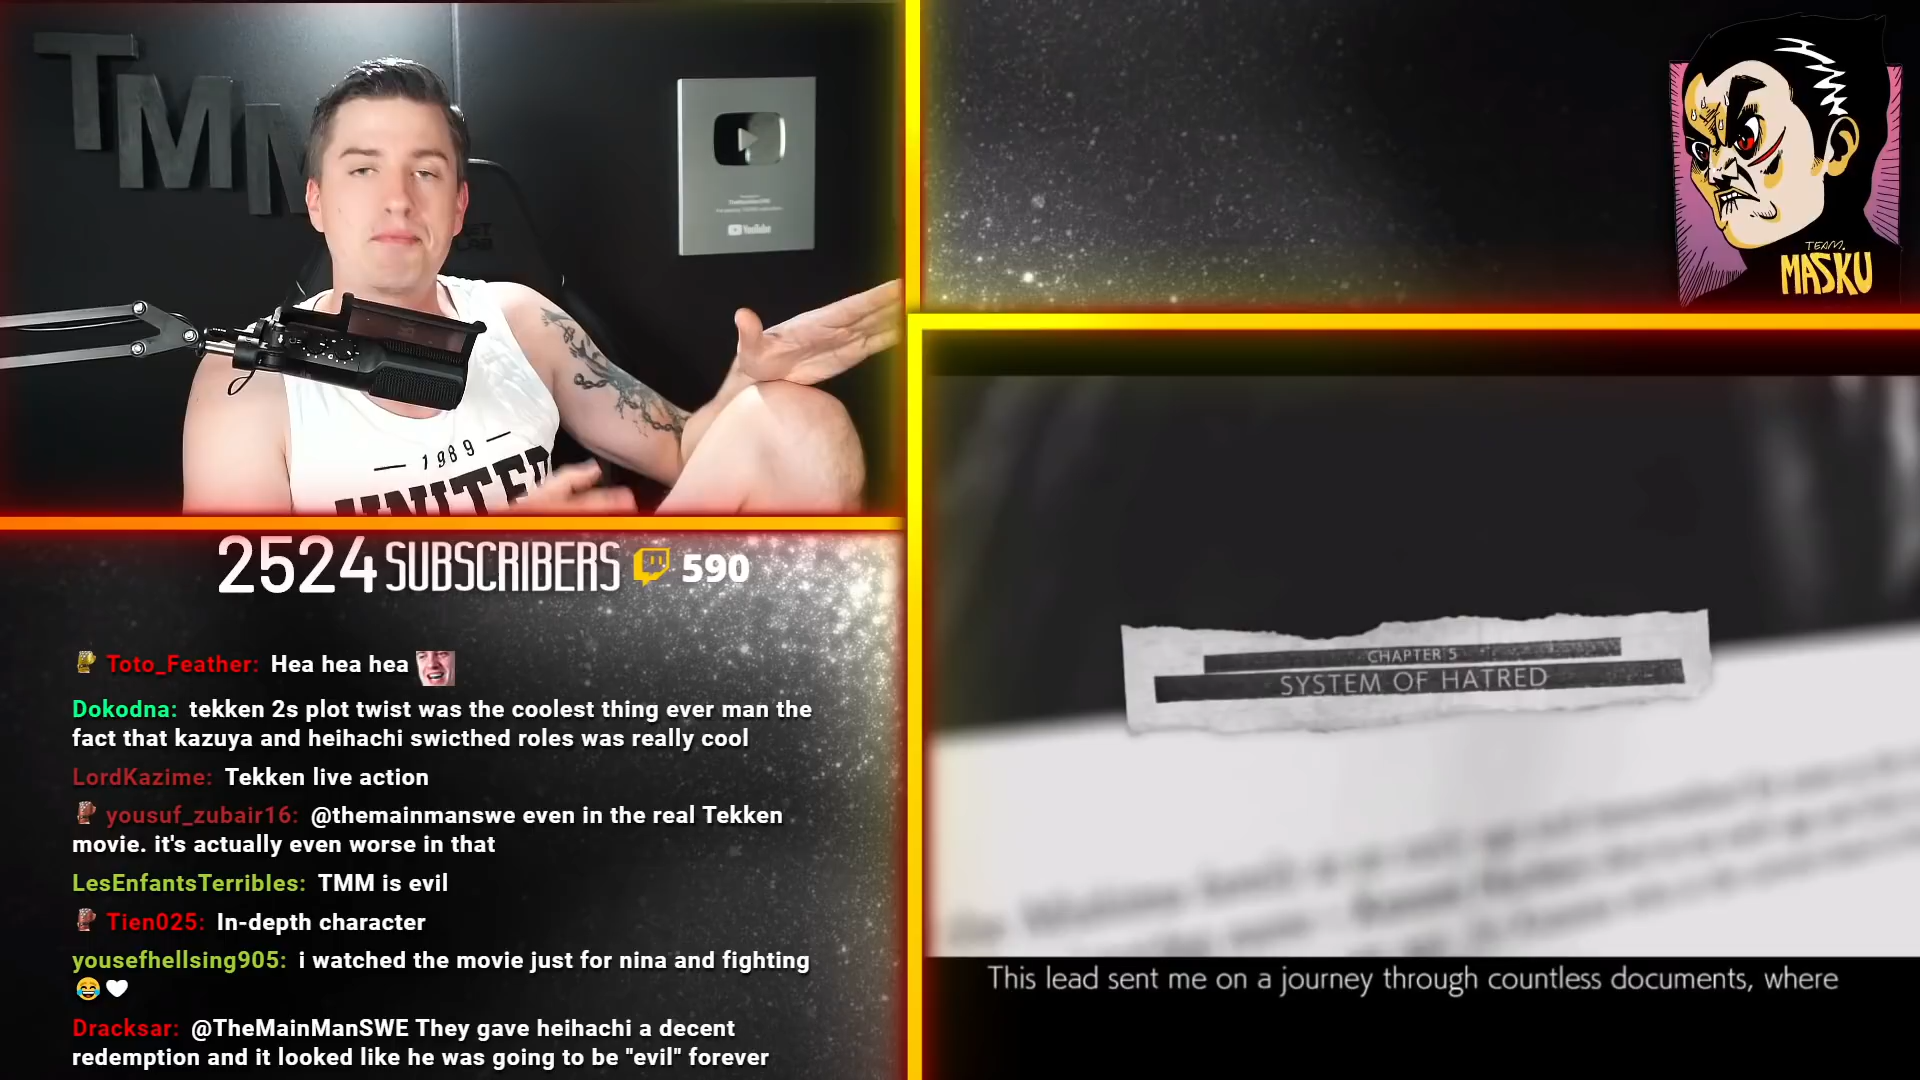 TMM
YouTube
1989
UNITED
TEAM
MASKU
2524 SUBSCRIBERS 590
Toto_Feather: Hea hea hea
Dokodna: tekken 2s plot twist was the coolest thing ever man the
fact that kazuya and heihachi swicthed roles was really cool
LordKazime: Tekken live action
yousuf_zubair16: @themainmanswe even in the real Tekken
movie. it's actually even worse in that
LesEnfantsTerribles: TMM is evil
Tien025: In-depth character
yousefhellsing905: i watched the movie just for nina and fighting
😂🤍
Dracksar: @TheMainManSWE They gave heihachi a decent
redemption and it looked like he was going to be "evil" forever
CHAPTER 5
SYSTEM OF HATRED
This lead sent me on a journey through countless documents, where